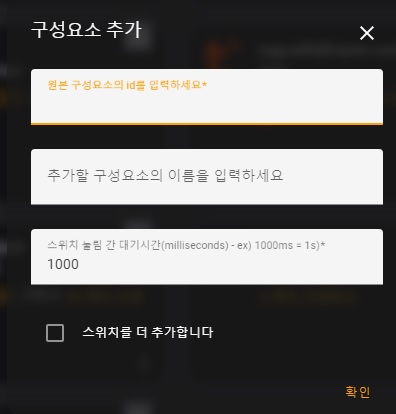 구성요소 추가
원본 구성요소의 id를 입력하세요*
추가할 구성요소의 이름을 입력하세요
스위치 눌림 간 대기시간(milliseconds) - ex) 1000ms = 1s)*
1000
스위치를 더 추가합니다
확인